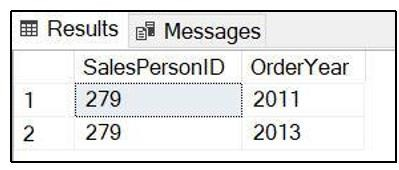 Results Messages
SalesPersonID OrderYear
1 279 2011
2 279 2013